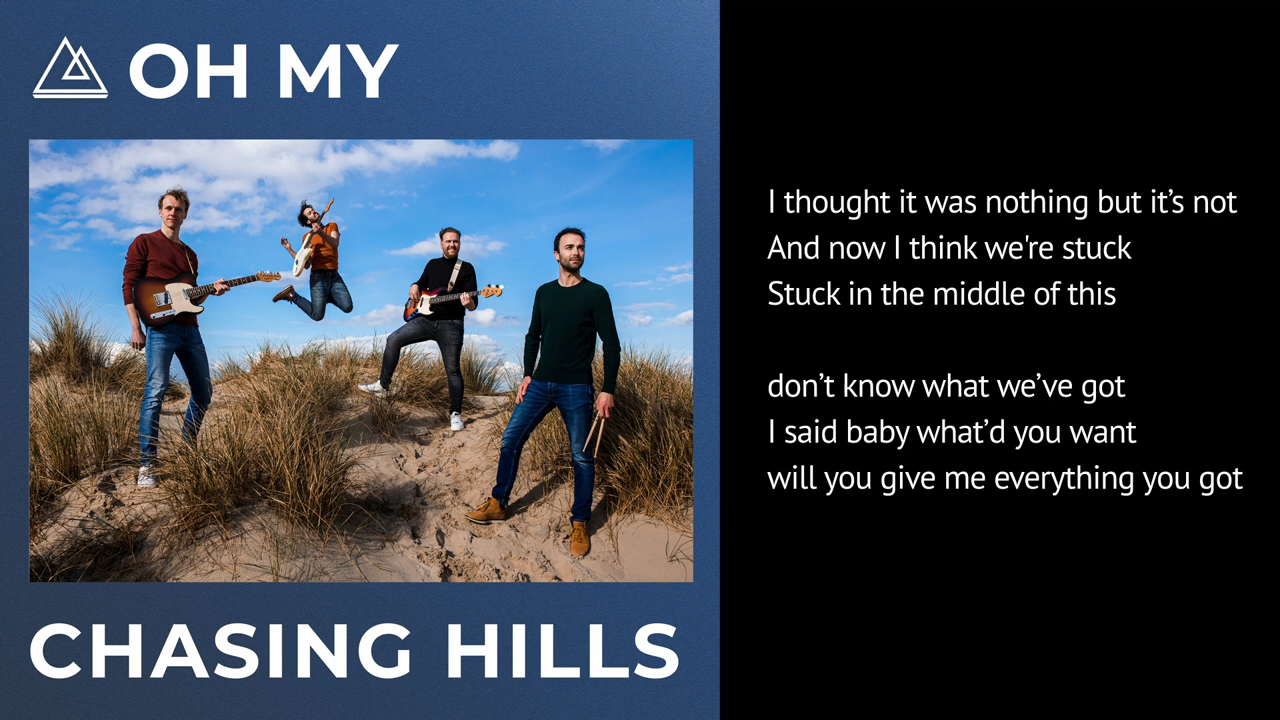 OH MY
CHASING HILLS
I thought it was nothing but it’s not
And now I think we're stuck
Stuck in the middle of this
don’t know what we’ve got
I said baby what’d you want
will you give me everything you got